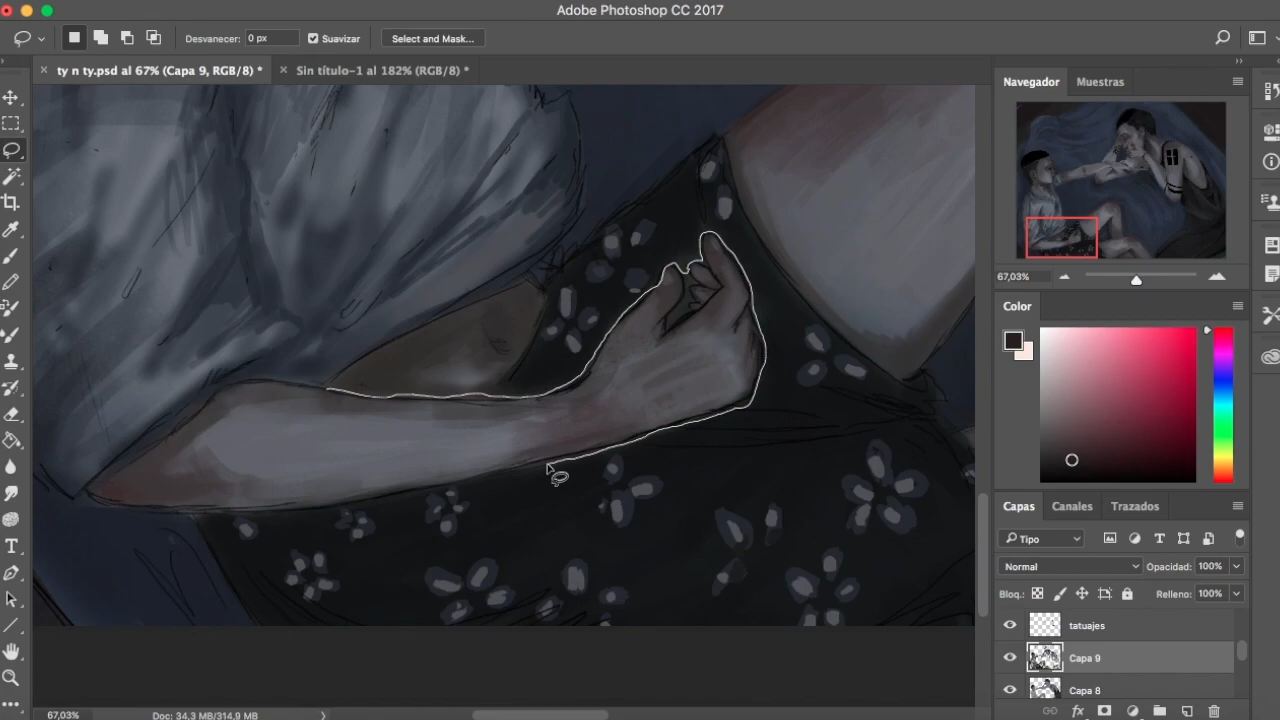 Adobe Photoshop CC 2017
Desvanecer: 0 px Suavizar Select and Mask...
ty n ty.psd al 67% (Capa 9, RGB/8) * Sin título-1 al 182% (RGB/8) *
Navegador Muestras
67,03%
Color
Capas Canales Trazados
Tipo
Normal Opacidad: 100%
Bloq.: Relleno: 100%
tatuajes
Capa 9
Capa 8
67,03% Doc: 34,3 MB/314,9 MB